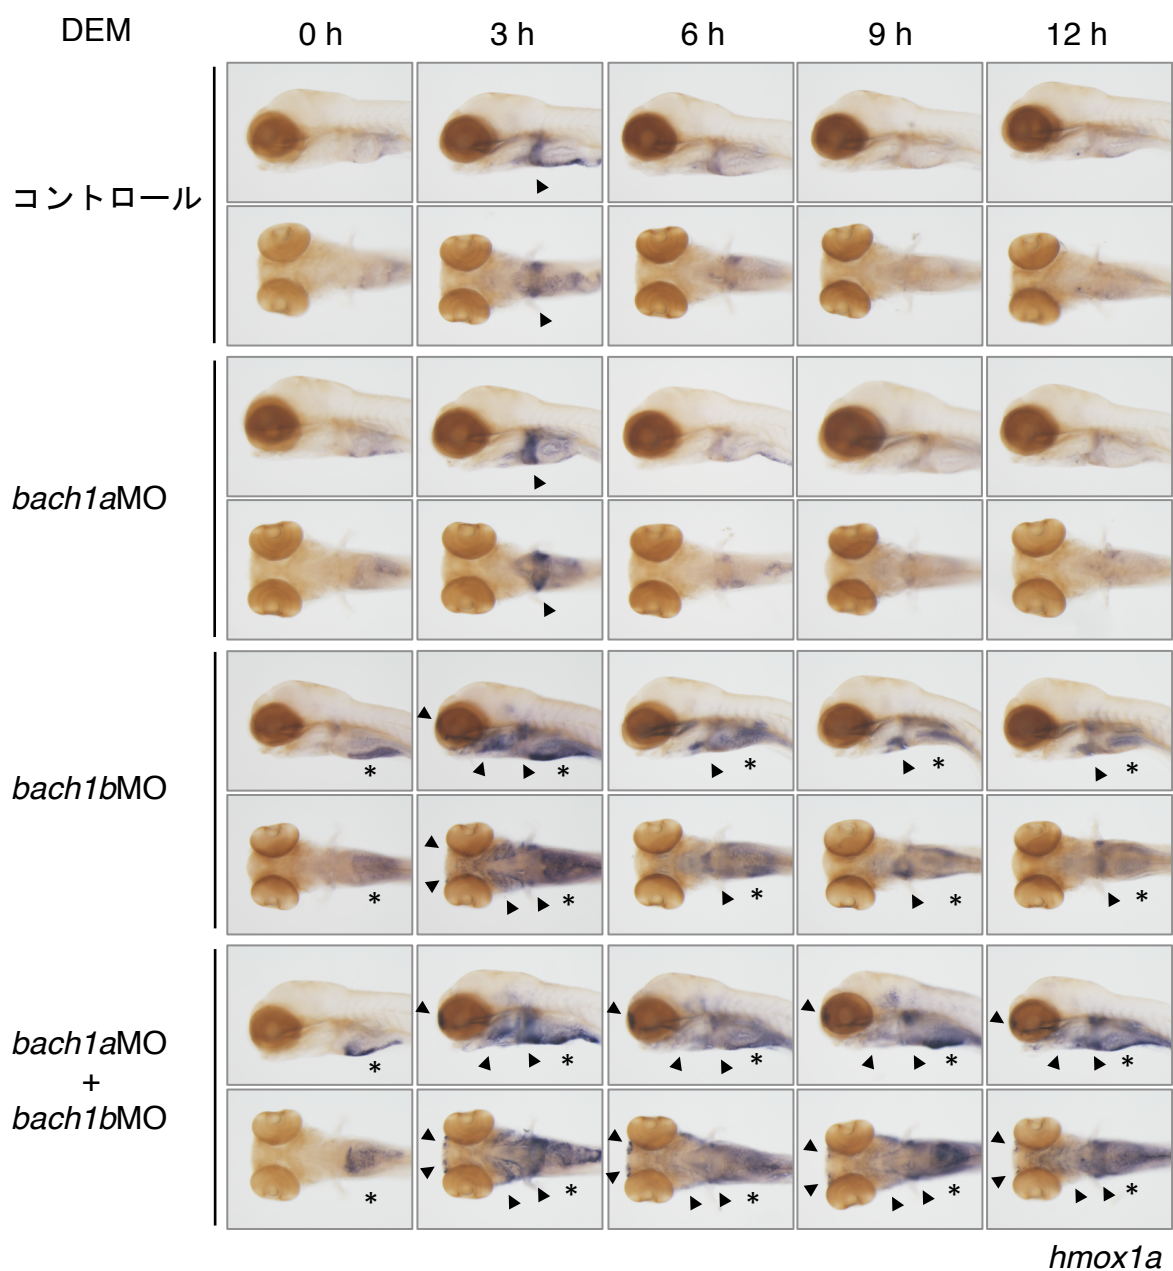 DEM 0 h 3 h 6 h 9 h 12 h
コントロール
bach1aMO
bach1bMO
* * * * *
* * * * *
bach1aMO
+
bach1bMO
* * * * *
* * * * *
hmox1a